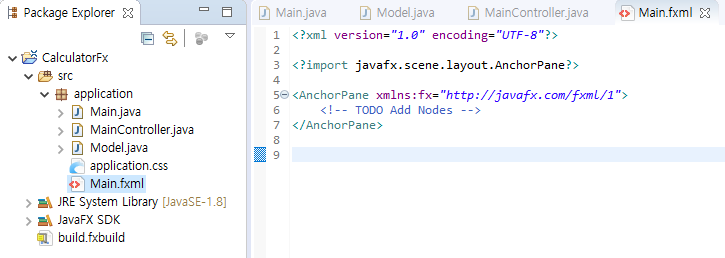 Package Explorer
CalculatorFx
src
application
Main.java
MainController.java
Model.java
application.css
Main.fxml
JRE System Library [JavaSE-1.8]
JavaFX SDK
build.fxbuild
Main.java Model.java MainController.java Main.fxml
1 <?xml version="1.0" encoding="UTF-8"?>
2
3 <?import javafx.scene.layout.AnchorPane?>
4
5 <AnchorPane xmlns:fx="http://javafx.com/fxml/1">
6 <!-- TODO Add Nodes -->
7 </AnchorPane>
8
9